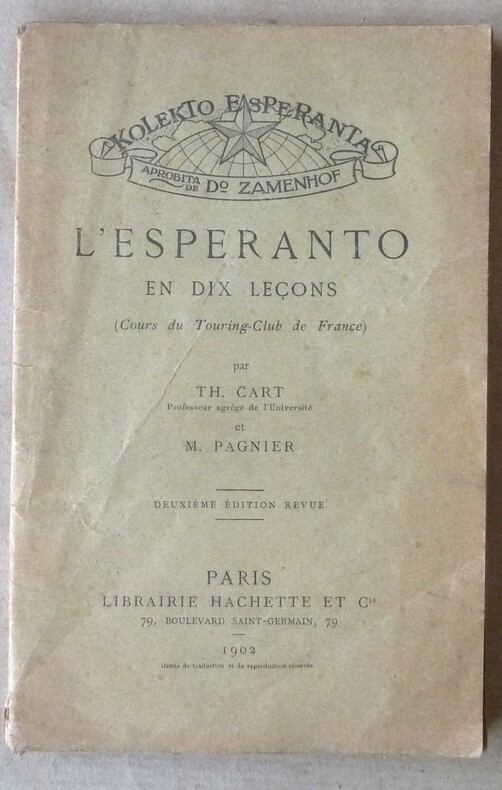 KOLEKTO ESPERANTA
APROBITA
DE Dº ZAMENHOF
L'ESPERANTO
EN DIX LEÇONS
(Cours du Touring-Club de France)
par
TH. CART
Professeur agrégé de l'Université
et
M. PAGNIER
DEUXIÈME ÉDITION REVUE
PARIS
LIBRAIRIE HACHETTE ET Cie
79, BOULEVARD SAINT-GERMAIN, 79
1902
Droits de traduction et de reproduction réservés.